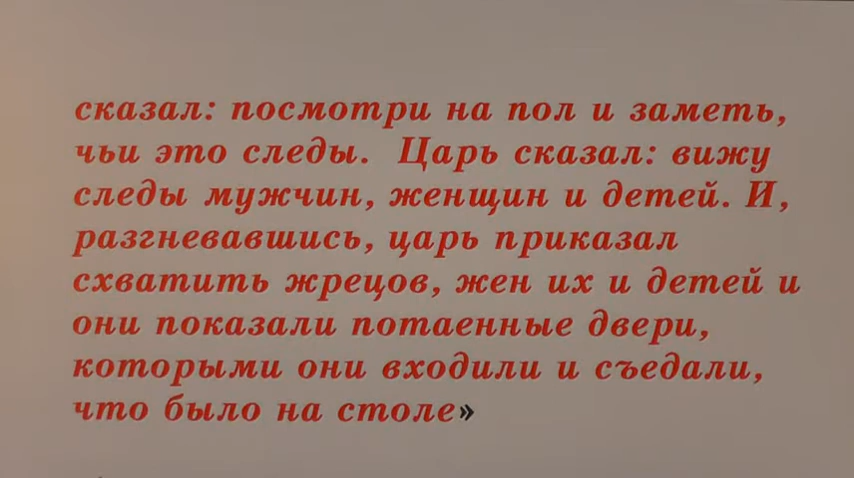 сказал: посмотри на пол и заметь,
чьи это следы. Царь сказал: вижу
следы мужчин, женщин и детей. И,
разгневавшись, царь приказал
схватить жрецов, жен их и детей и
они показали потаенные двери,
которыми они входили и съедали,
что было на столе»